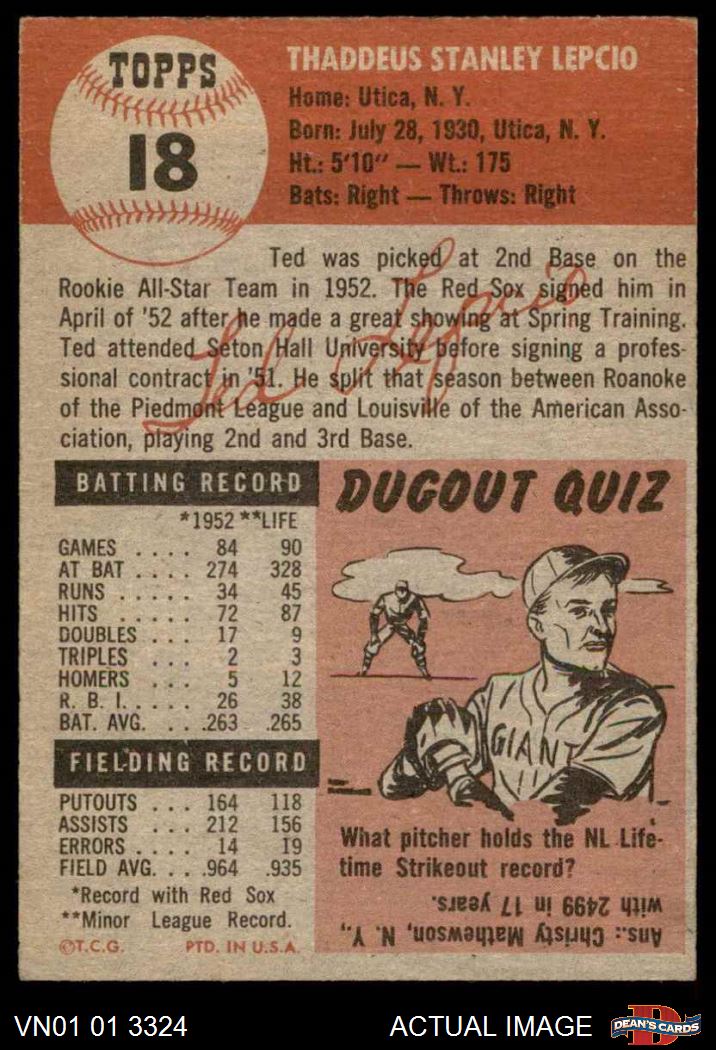 TOPPS
18
THADDEUS STANLEY LEPCIO
Home: Utica, N. Y.
Born: July 28, 1930, Utica, N. Y.
Ht.: 5'10" — Wt.: 175
Bats: Right — Throws: Right
Ted was picked at 2nd Base on the
Rookie All-Star Team in 1952. The Red Sox signed him in
April of '52 after he made a great showing at Spring Training.
Ted attended Seton Hall University before signing a profes-
sional contract in '51. He split that season between Roanoke
of the Piedmont League and Louisville of the American Asso-
ciation, playing 2nd and 3rd Base.
Ted Lepcio
BATTING RECORD
*1952 **LIFE
GAMES .... 84 90
AT BAT .... 274 328
RUNS ..... 34 45
HITS ..... 72 87
DOUBLES ... 17 9
TRIPLES ... 2 3
HOMERS ... 5 12
R. B. I. .... 26 38
BAT. AVG. ... .263 .265
FIELDING RECORD
PUTOUTS ... 164 118
ASSISTS ... 212 156
ERRORS .... 14 19
FIELD AVG. ... .964 .935
*Record with Red Sox
**Minor League Record.
©T.C.G. PTD. IN U.S.A.
DUGOUT QUIZ
GIANT
What pitcher holds the NL Life-
time Strikeout record?
Ans.: Christy Mathewson, N. Y.,
with 2499 in 17 years.
VN01 01 3324
ACTUAL IMAGE
DEAN'S CARDS